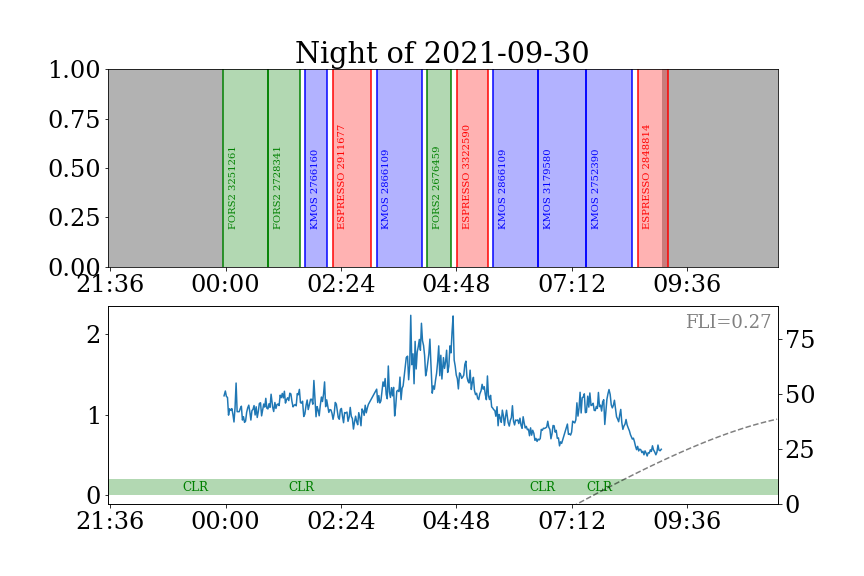 Night of 2021-09-30
1.00
0.75
0.50
0.25
0.00
FORS2 3251261
FORS2 2728341
KMOS 2766160
ESPRESSO 2911677
KMOS 2866109
FORS2 2676459
ESPRESSO 3322590
KMOS 2866109
KMOS 3179580
KMOS 2752390
ESPRESSO 2848814
21:36 00:00 02:24 04:48 07:12 09:36
FLI=0.27
2
1
0
75
50
25
0
CLR CLR CLR CLR
21:36 00:00 02:24 04:48 07:12 09:36